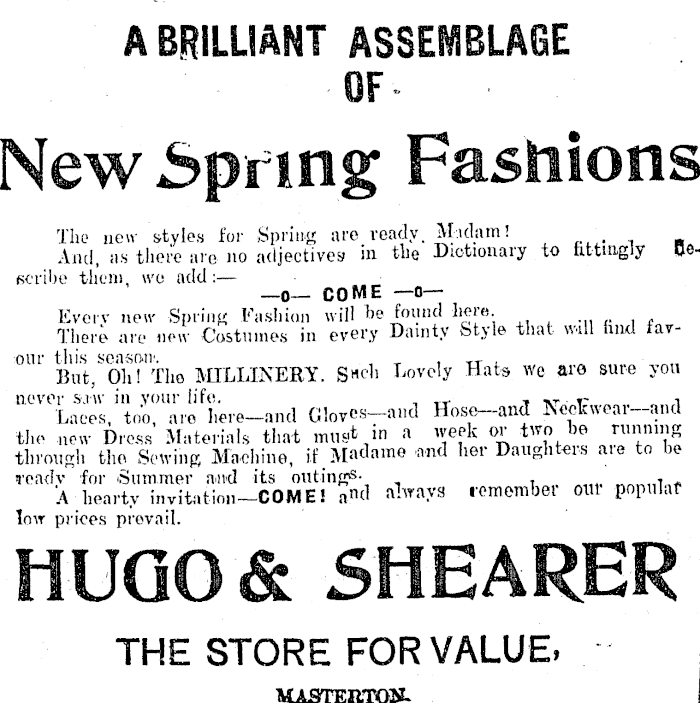 A BRILLIANT ASSEMBLAGE
OF
New Spring Fashions
The new styles for Spring are ready, Madam!
And, as there are no adjectives in the Dictionary to fittingly De-
scribe them, we add:—
—o— COME —o—
Every new Spring Fashion will be found here.
There are new Costumes in every Dainty Style that will find fav-
our this season.
But, Oh! The MILLINERY. Such Lovely Hats we are sure you
never saw in your life.
Laces, too, are here—and Gloves—and Hose—and Neckwear—and
the new Dress Materials that must in a week or two be running
through the Sewing Machine, if Madame and her Daughters are to be
ready for Summer and its outings.
A hearty invitation—COME! and always remember our popular
low prices prevail.
HUGO & SHEARER
THE STORE FOR VALUE,
MASTERTON.